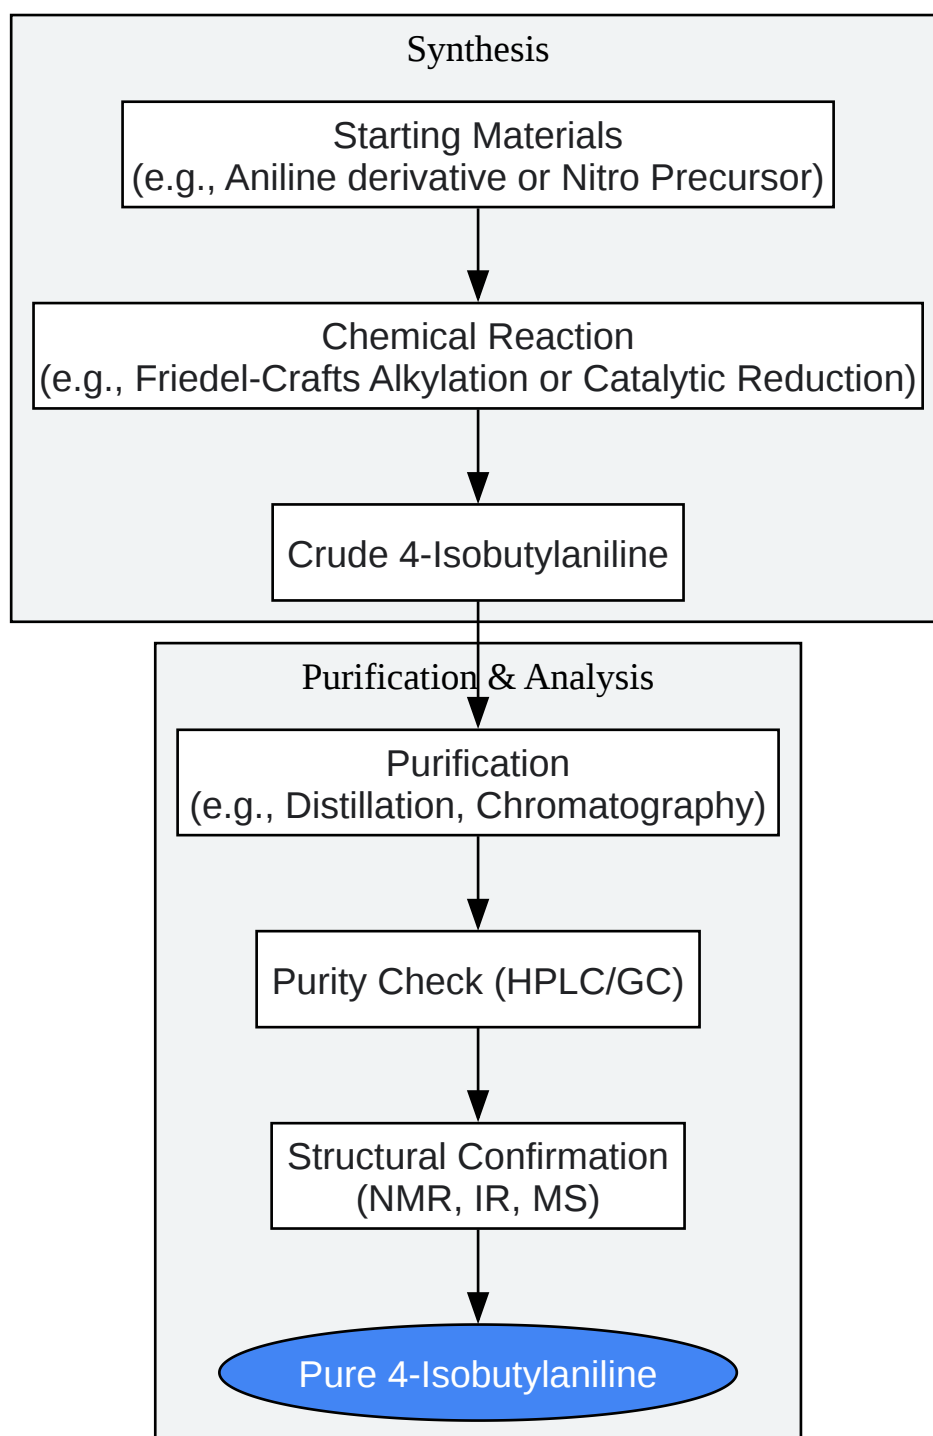 Synthesis
Starting Materials
(e.g., Aniline derivative or Nitro Precursor)
Chemical Reaction
(e.g., Friedel-Crafts Alkylation or Catalytic Reduction)
Crude 4-Isobutylaniline
Purification & Analysis
Purification
(e.g., Distillation, Chromatography)
Purity Check (HPLC/GC)
Structural Confirmation
(NMR, IR, MS)
Pure 4-Isobutylaniline